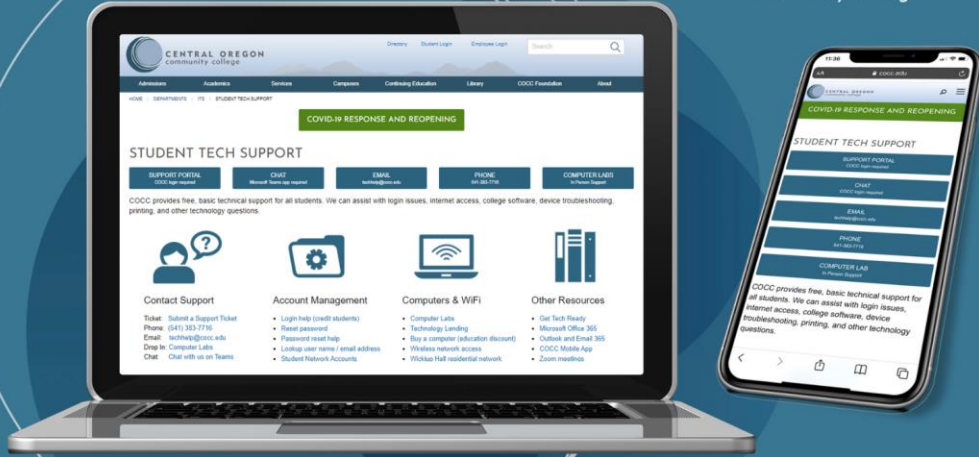 CENTRAL OREGON
community college
Directory Student Login Employee Login Search
Admissions Academics Services Campuses Continuing Education Library COCC Foundation About
HOME DEPARTMENTS ITS STUDENT TECH SUPPORT
COVID-19 RESPONSE AND REOPENING
STUDENT TECH SUPPORT
SUPPORT PORTAL
COCC login required
CHAT
Microsoft Teams app required
EMAIL
techhelp@cocc.edu
PHONE
541-383-7716
COMPUTER LABS
In Person Support
COCC provides free, basic technical support for all students. We can assist with login issues, internet access, college software, device troubleshooting,
printing, and other technology questions.
?
Contact Support
Ticket: Submit a Support Ticket
Phone: (541) 383-7716
Email: techhelp@cocc.edu
Drop In: Computer Labs
Chat: Chat with us on Teams
Account Management
Login help (credit students)
Reset password
Password reset help
Lookup user name / email address
Student Network Accounts
Computers & WiFi
Computer Labs
Technology Lending
Buy a computer (education discount)
Wireless network access
Wickiup Hall residential network
Other Resources
Get Tech Ready
Microsoft Office 365
Outlook and Email 365
COCC Mobile App
Zoom meetings
11:30
AA cocc.edu
CENTRAL OREGON
community college
COVID-19 RESPONSE AND REOPENING
STUDENT TECH SUPPORT
SUPPORT PORTAL
COCC login required
CHAT
COCC login required
EMAIL
techhelp@cocc.edu
PHONE
541-383-7716
COMPUTER LAB
In Person Support
COCC provides free, basic technical support for
all students. We can assist with login issues,
internet access, college software, device
troubleshooting, printing, and other technology
questions.